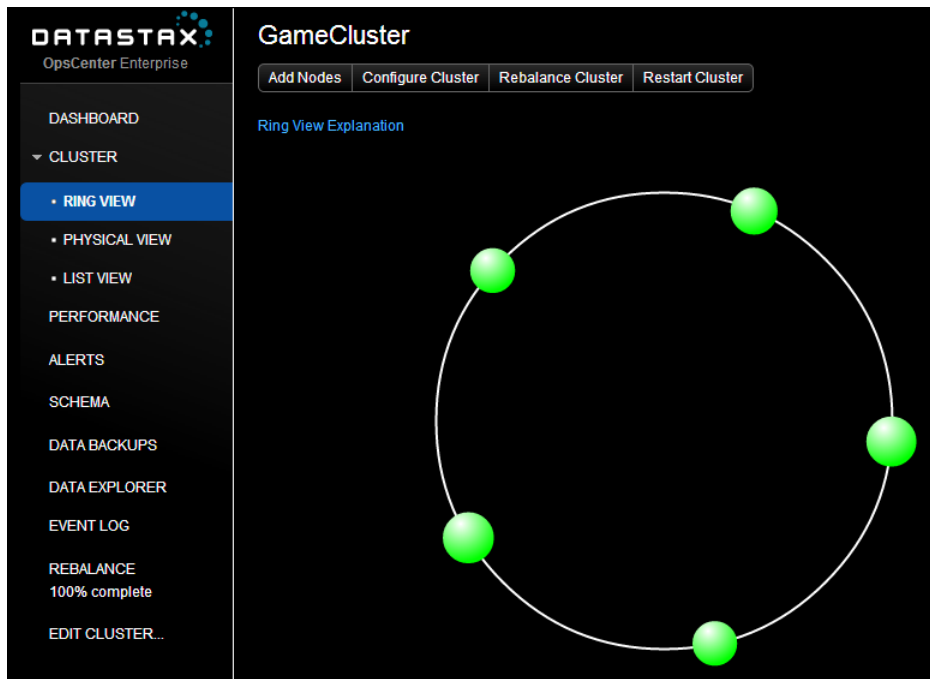 DATASTAX
OpsCenter Enterprise
GameCluster
Add Nodes
Configure Cluster
Rebalance Cluster
Restart Cluster
Ring View Explanation
DASHBOARD
CLUSTER
RING VIEW
PHYSICAL VIEW
LIST VIEW
PERFORMANCE
ALERTS
SCHEMA
DATA BACKUPS
DATA EXPLORER
EVENT LOG
REBALANCE
100% complete
EDIT CLUSTER...